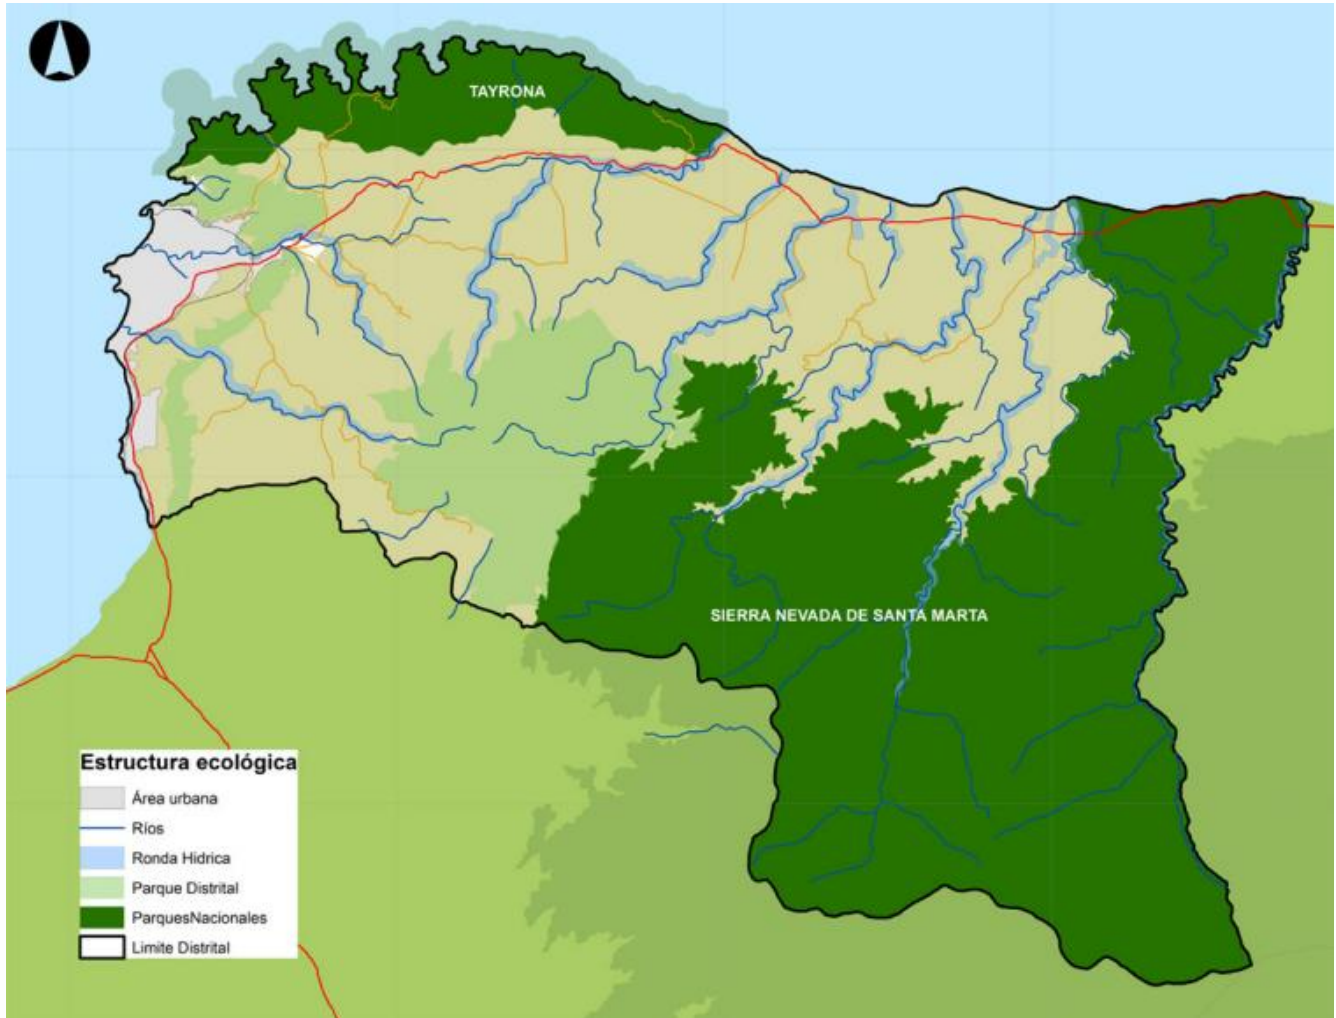 TAYRONA
SIERRA NEVADA DE SANTA MARTA
Estructura ecológica
Área urbana
Ríos
Ronda Hidrica
Parque Distrital
ParquesNacionales
Limite Distrital